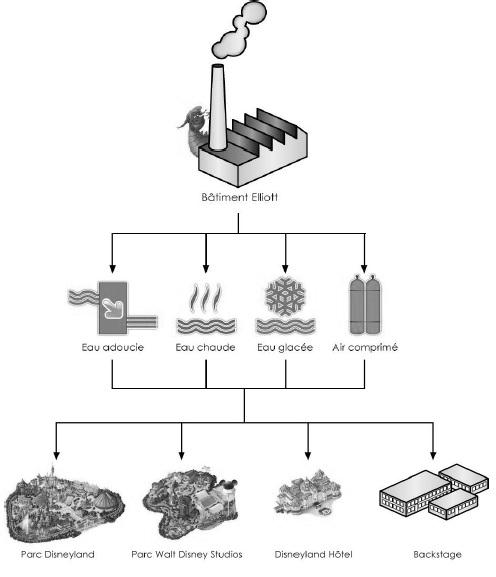 Bâtiment Elliott
Eau adoucie Eau chaude Eau glacée Air comprimé
Parc Disneyland Parc Walt Disney Studios Disneyland Hôtel Backstage